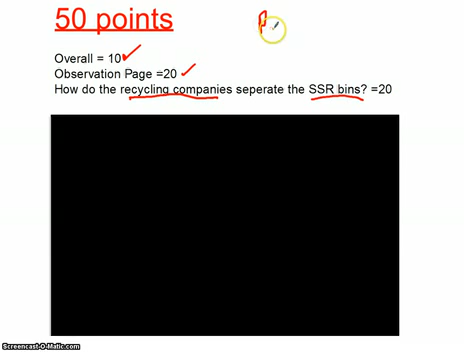 50 points
Overall = 10
Observation Page =20
How do the recycling companies seperate the SSR bins? =20
Screencast-O-Matic.com